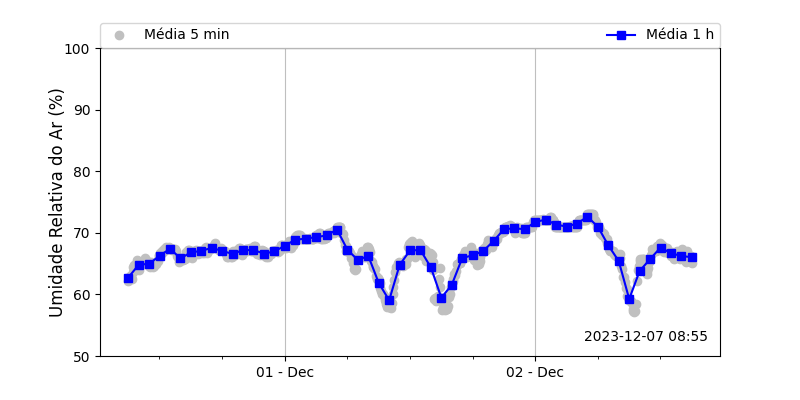 Média 5 min
Média 1 h
Umidade Relativa do Ar (%)
100
90
80
70
60
50
2023-12-07 08:55
01 - Dec
02 - Dec